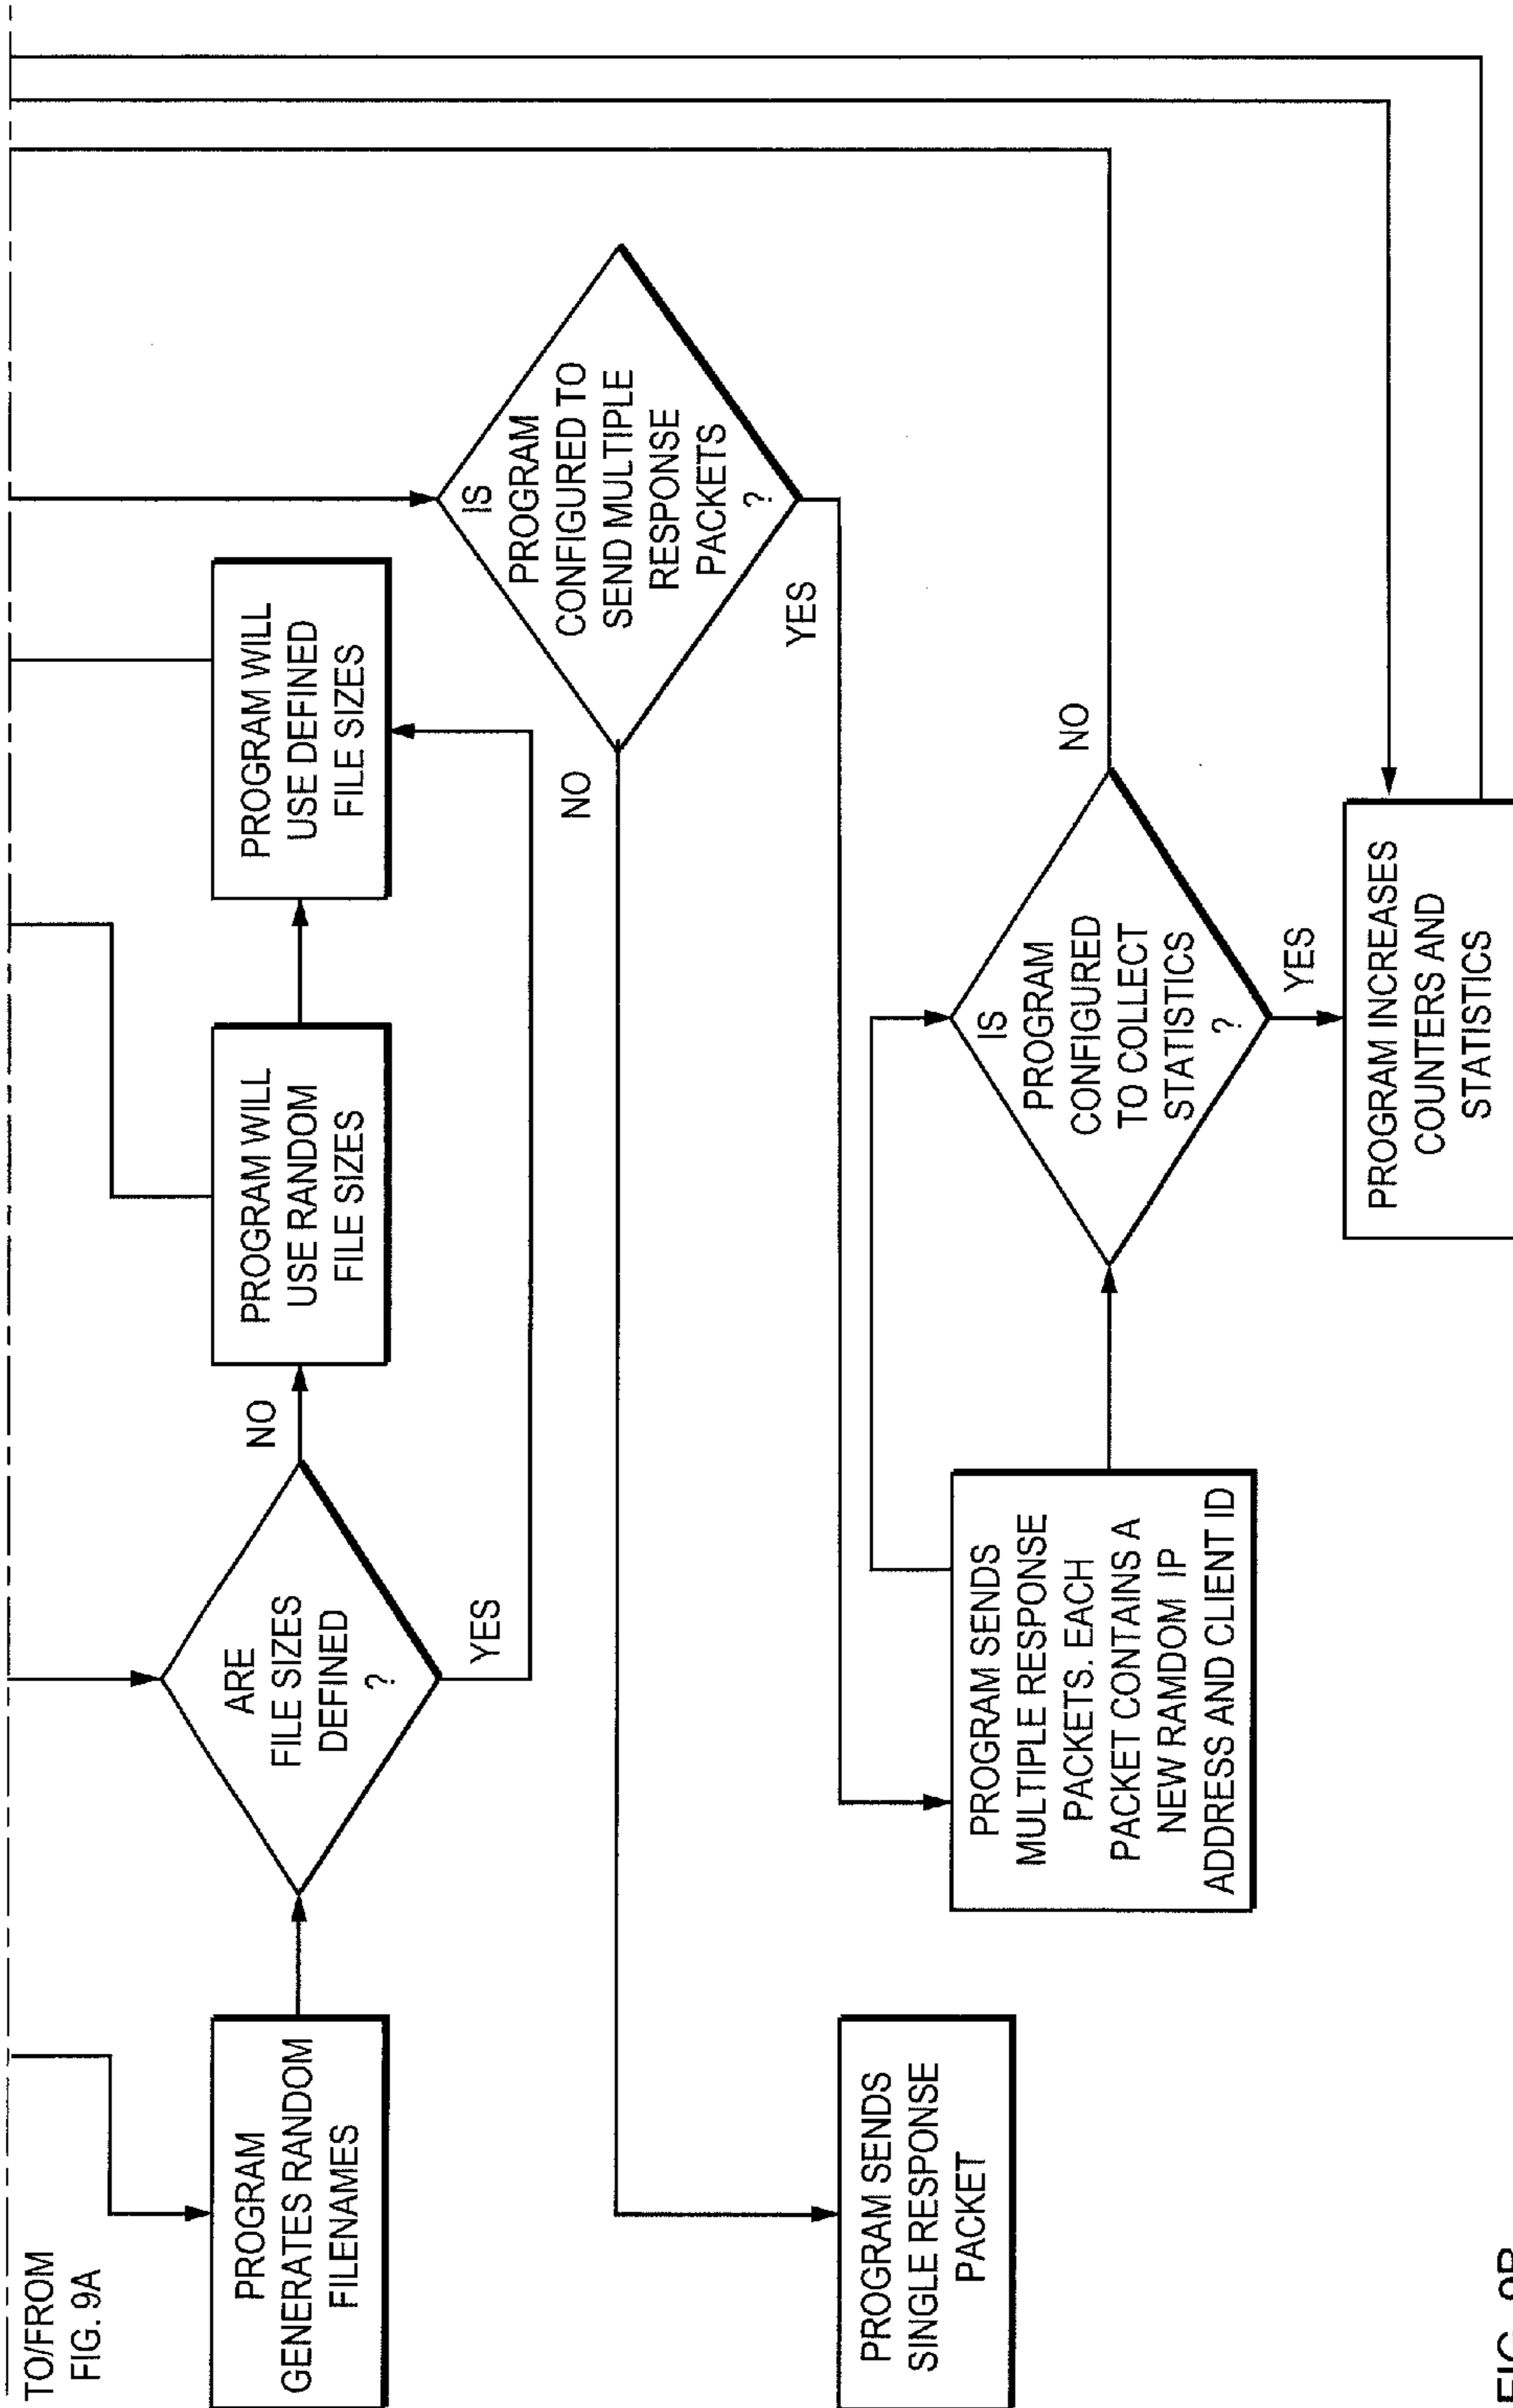 TO/FROM
FIG. 9A
PROGRAM
GENERATES RANDOM
FILENAMES
ARE
FILE SIZES
DEFINED
?
NO
YES
PROGRAM WILL
USE RANDOM
FILE SIZES
PROGRAM WILL
USE DEFINED
FILE SIZES
IS
PROGRAM
CONFIGURED TO
SEND MULTIPLE
RESPONSE
PACKETS
?
NO
YES
PROGRAM SENDS
SINGLE RESPONSE
PACKET
PROGRAM SENDS
MULTIPLE RESPONSE
PACKETS. EACH
PACKET CONTAINS A
NEW RAMDOM IP
ADDRESS AND CLIENT ID
IS
PROGRAM
CONFIGURED
TO COLLECT
STATISTICS
?
NO
YES
PROGRAM INCREASES
COUNTERS AND
STATISTICS
FIG. 9B